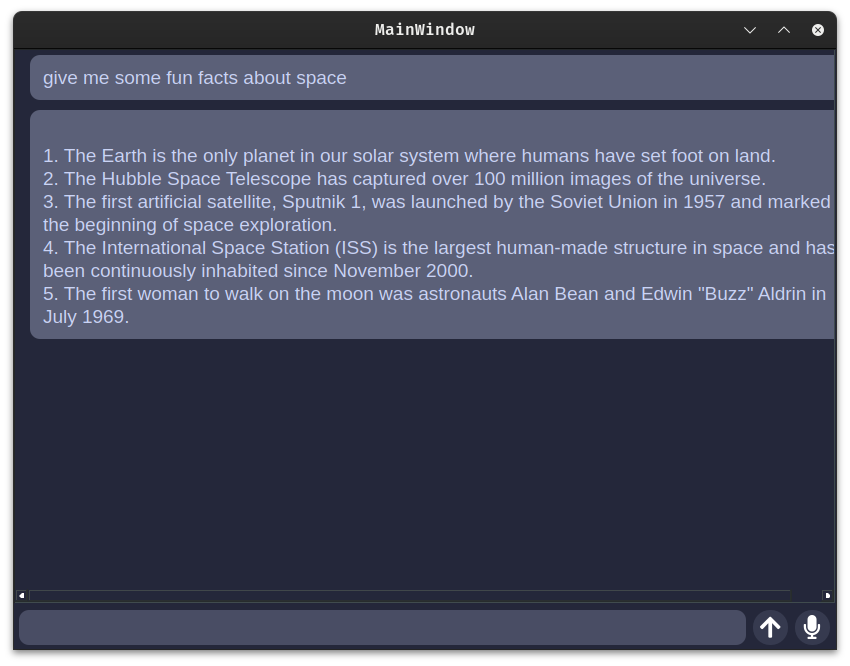 MainWindow
give me some fun facts about space
1. The Earth is the only planet in our solar system where humans have set foot on land.
2. The Hubble Space Telescope has captured over 100 million images of the universe.
3. The first artificial satellite, Sputnik 1, was launched by the Soviet Union in 1957 and marked
the beginning of space exploration.
4. The International Space Station (ISS) is the largest human-made structure in space and has
been continuously inhabited since November 2000.
5. The first woman to walk on the moon was astronauts Alan Bean and Edwin "Buzz" Aldrin in
July 1969.